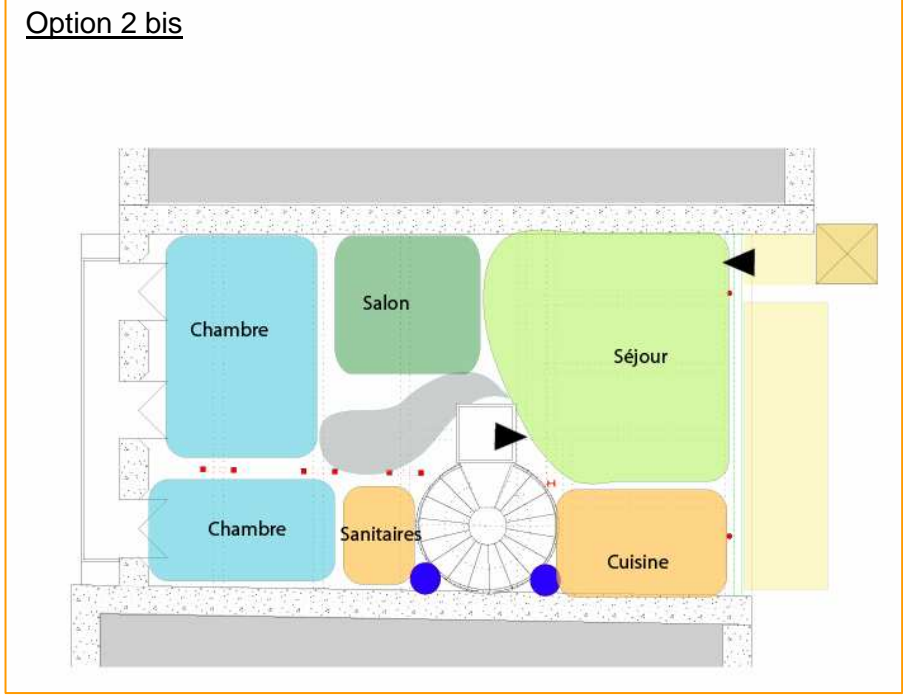 Option 2 bis
Salon
Chambre
Séjour
Chambre
Sanitaires
Cuisine